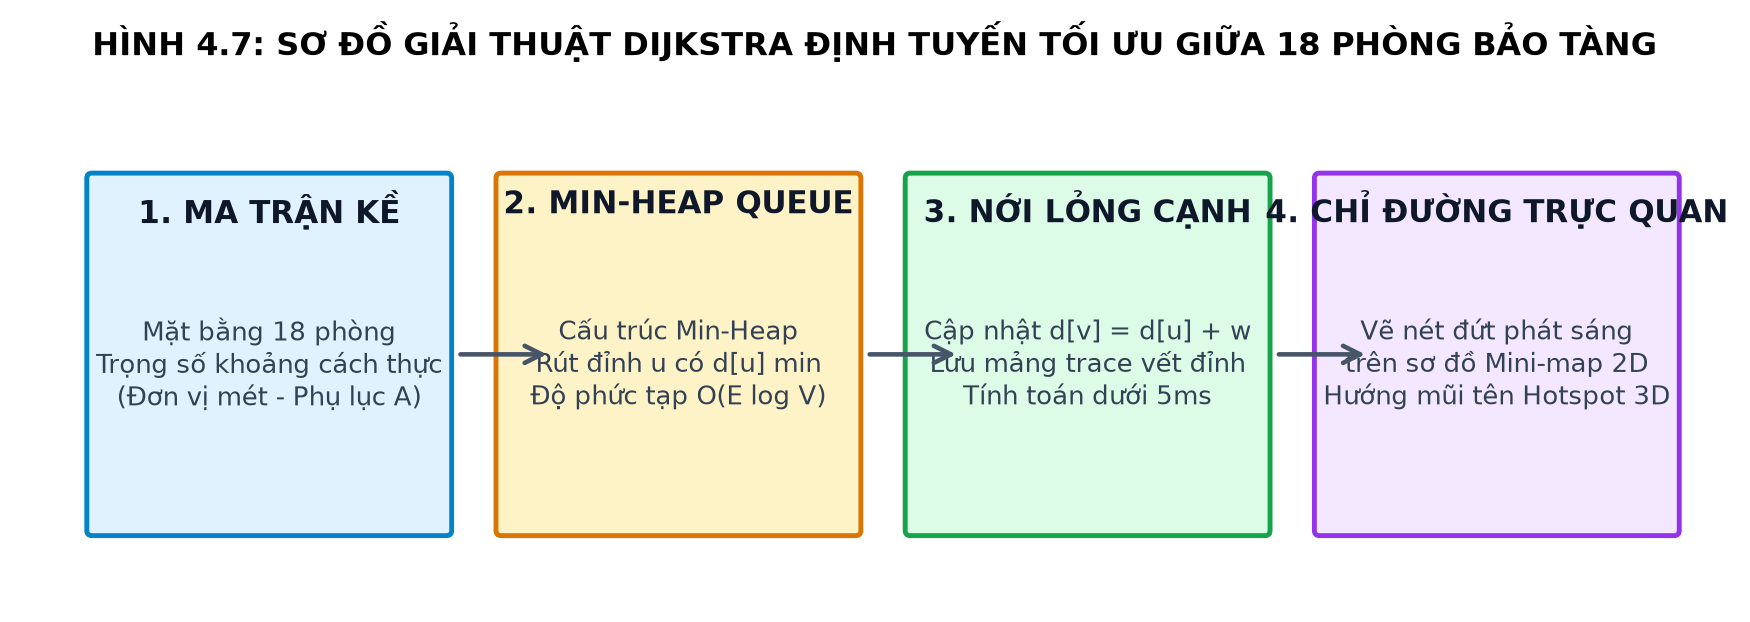 HÌNH 4.7: SƠ ĐỒ GIẢI THUẬT DIJKSTRA ĐỊNH TUYẾN TỐI ƯU GIỮA 18 PHÒNG BẢO TÀNG
1. MA TRẬN KỀ
Mặt bằng 18 phòng
Trọng số khoảng cách thực
(Đơn vị mét - Phụ lục A)
2. MIN-HEAP QUEUE
Cấu trúc Min-Heap
Rút đỉnh u có d[u] min
Độ phức tạp O(E log V)
3. NỚI LỎNG CẠNH
Cập nhật d[v] = d[u] + w
Lưu mảng trace vết đỉnh
Tính toán dưới 5ms
4. CHỈ ĐƯỜNG TRỰC QUAN
Vẽ nét đứt phát sáng
trên sơ đồ Mini-map 2D
Hướng mũi tên Hotspot 3D